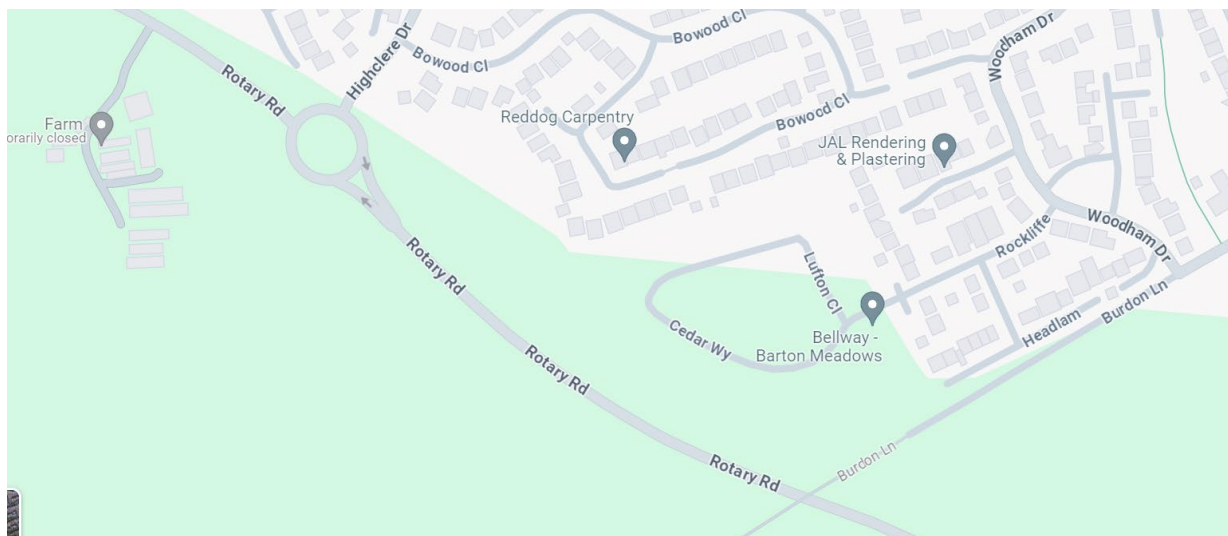 Bowood Cl
Woodham Dr
Highclere Dr
Bowood Cl
Rotary Rd
Bowood Cl
Reddog Carpentry
Farm
orarily closed
JAL Rendering
& Plastering
Woodham Dr
Rockliffe
Rotary Rd
Lufton Cl
Burdon Ln
Headlam
Cedar Wy
Bellway -
Barton Meadows
Rotary Rd
Burdon Ln
Rotary Rd